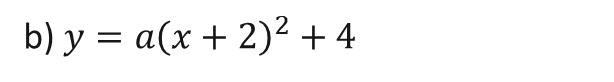 b) y = a(x + 2)² + 4